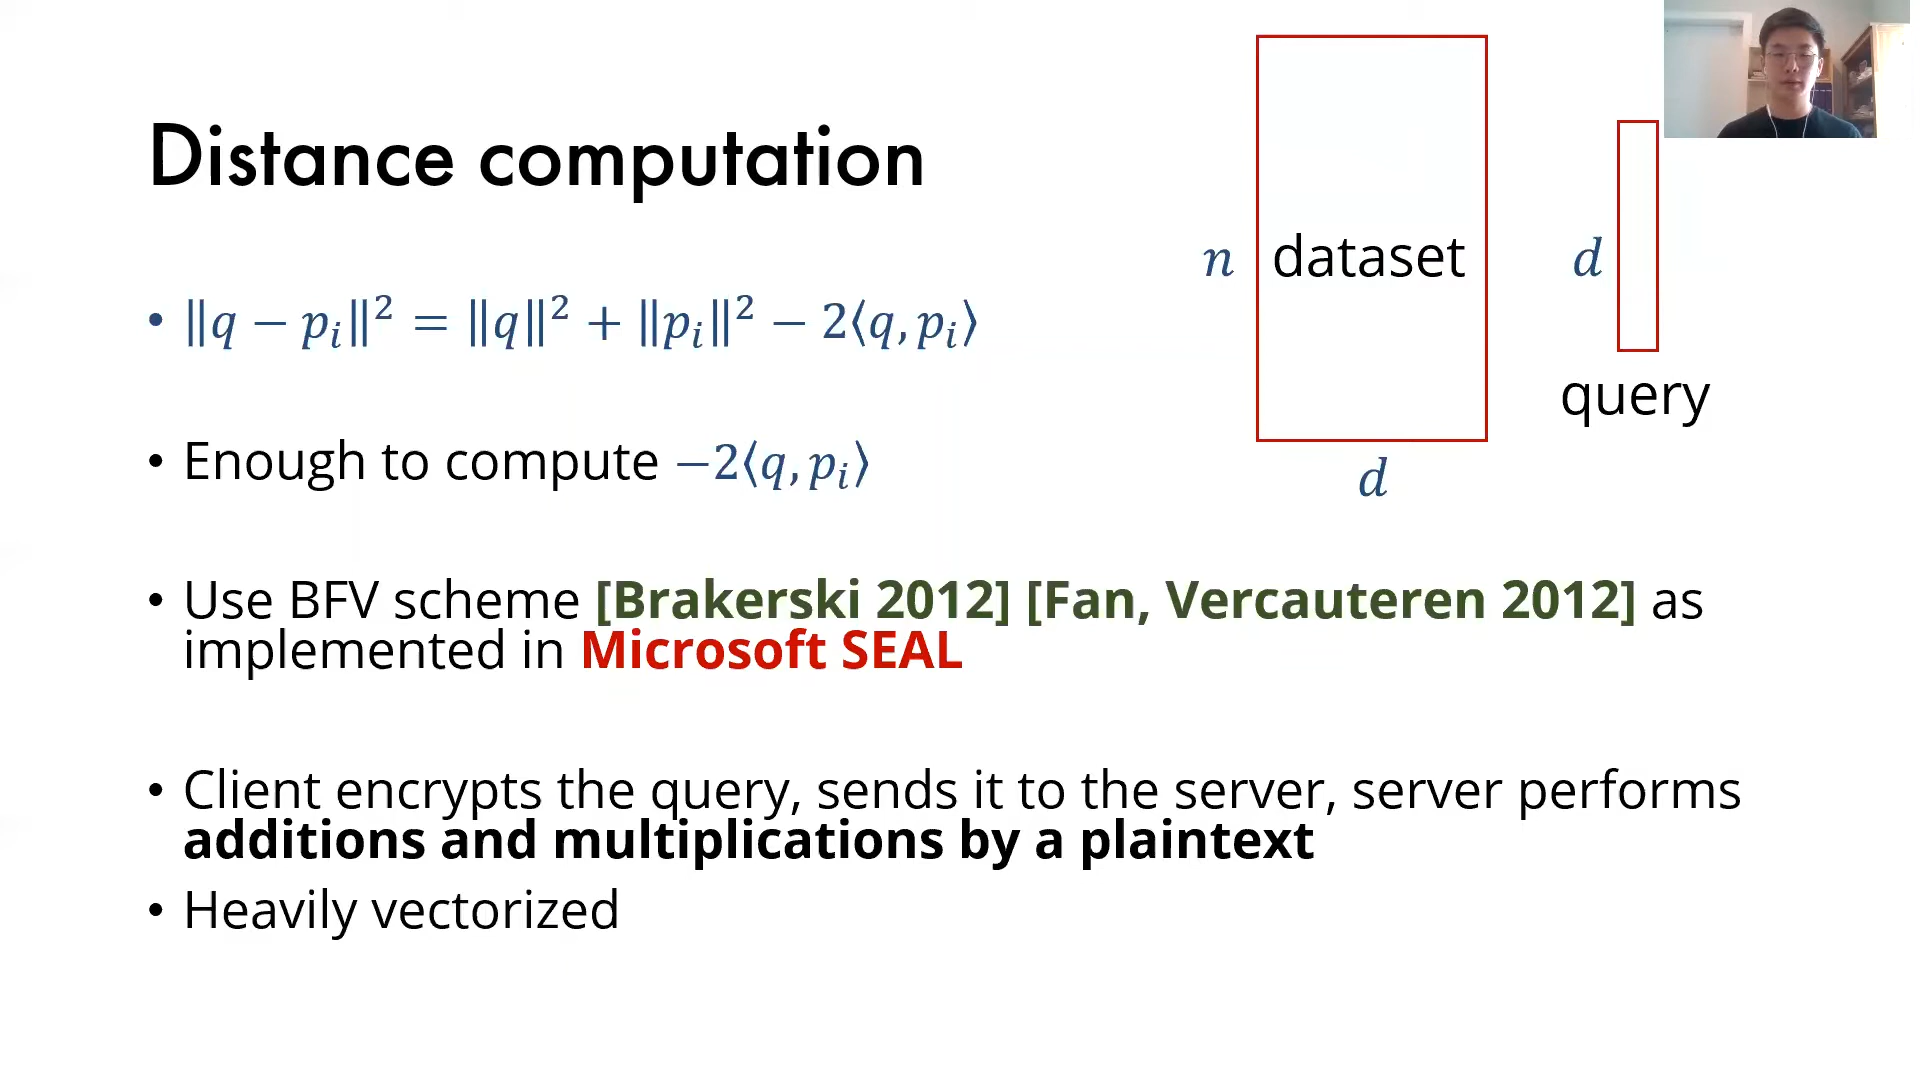 Distance computation
• ‖q − pᵢ‖² = ‖q‖² + ‖pᵢ‖² − 2⟨q, pᵢ⟩
• Enough to compute −2⟨q, pᵢ⟩
• Use BFV scheme [Brakerski 2012] [Fan, Vercauteren 2012] as
implemented in Microsoft SEAL
• Client encrypts the query, sends it to the server, server performs
additions and multiplications by a plaintext
• Heavily vectorized
n
dataset
d
d
query